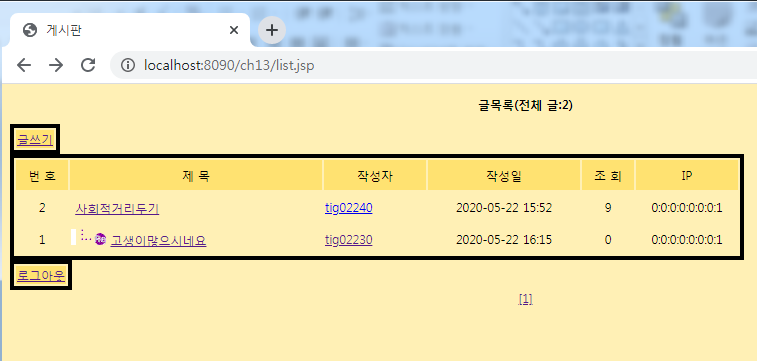 게시판
localhost:8090/ch13/list.jsp
글목록(전체 글:2)
글쓰기
번 호 제 목 작성자 작성일 조 회 IP
2 사회적거리두기 tig02240 2020-05-22 15:52 9 0:0:0:0:0:0:0:1
1 Re 고생이많으시네요 tig02230 2020-05-22 16:15 0 0:0:0:0:0:0:0:1
로그아웃
[1]